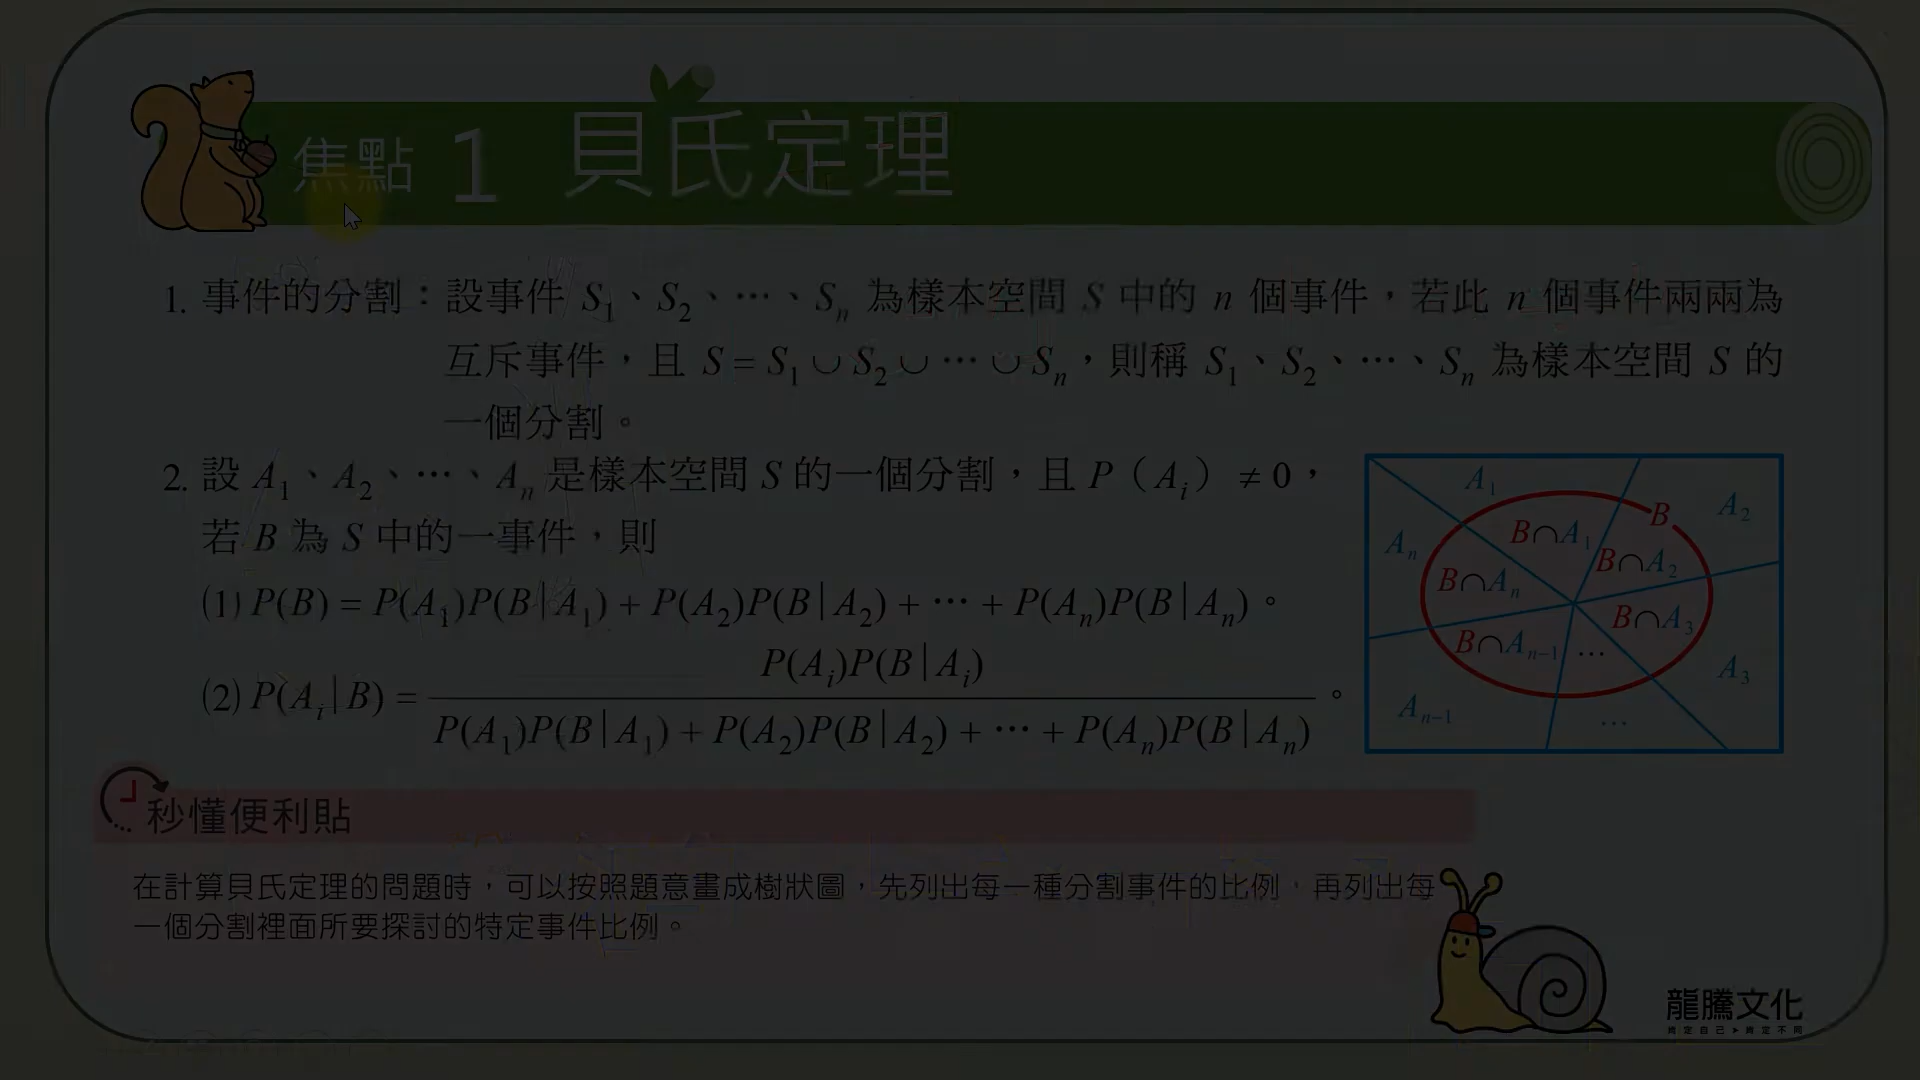 焦點 1 貝氏定理
1. 事件的分割：設事件 S₁、S₂、…、Sₙ 為樣本空間 S 中的 n 個事件，若此 n 個事件兩兩為
互斥事件，且 S = S₁ ∪ S₂ ∪ … ∪ Sₙ，則稱 S₁、S₂、…、Sₙ 為樣本空間 S 的
一個分割。
2. 設 A₁、A₂、…、Aₙ 是樣本空間 S 的一個分割，且 P（Aᵢ）≠ 0，
若 B 為 S 中的一事件，則
(1) P(B) = P(A₁)P(B|A₁) + P(A₂)P(B|A₂) + … + P(Aₙ)P(B|Aₙ)。
(2) P(Aᵢ|B) = P(Aᵢ)P(B|Aᵢ) / P(A₁)P(B|A₁) + P(A₂)P(B|A₂) + … + P(Aₙ)P(B|Aₙ)。
A₁
A₂
B
Aₙ
B∩A₁
B∩A₂
B∩Aₙ
B∩A₃
B∩Aₙ₋₁ …
A₃
Aₙ₋₁
…
秒懂便利貼
在計算貝氏定理的問題時，可以按照題意畫成樹狀圖，先列出每一種分割事件的比例，再列出每
一個分割裡面所要探討的特定事件比例。
龍騰文化
肯定自己▸肯定不同